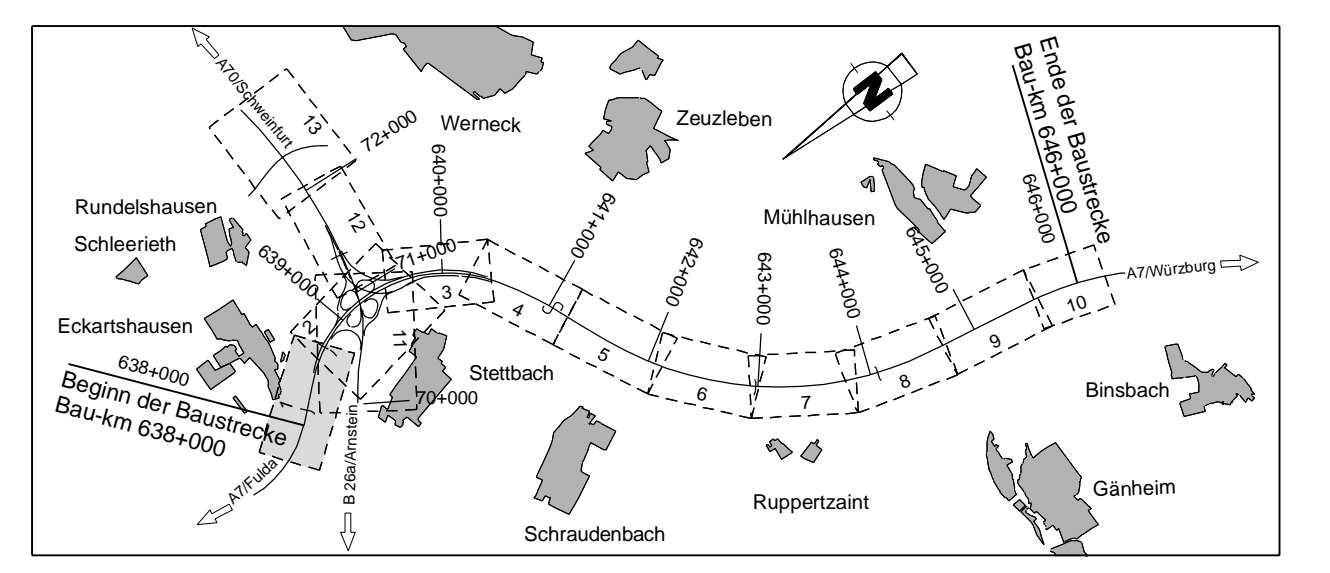 A70/Schweinfurt
13
72+000
Werneck
Zeuzleben
N
Ende der Baustrecke
Bau-km 646+000
646+000
640+000
641+000
Rundelshausen
Schleerieth
12
Mühlhausen
639+000
71+000
642+000
643+000
644+000
645+000
A7/Würzburg
3
4
10
Eckartshausen
2
11
5
9
638+000
Beginn der Baustrecke
Bau-km 638+000
Stettbach
70+000
6
7
8
Binsbach
A7/Fulda
B 26a/Arnstein
Schraudenbach
Ruppertzaint
Gänheim